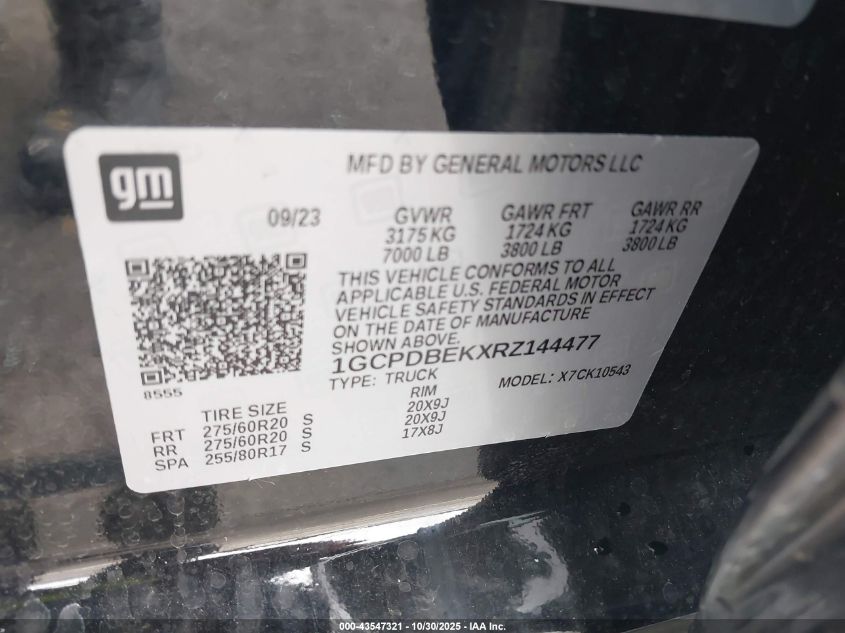 gm
MFD BY GENERAL MOTORS LLC
09/23 GVWR GAWR FRT GAWR RR
3175 KG 1724 KG 1724 KG
7000 LB 3800 LB 3800 LB
THIS VEHICLE CONFORMS TO ALL
APPLICABLE U.S. FEDERAL MOTOR
VEHICLE SAFETY STANDARDS IN EFFECT
ON THE DATE OF MANUFACTURE
SHOWN ABOVE.
1GCPDBEKXRZ144477
TYPE: TRUCK MODEL: X7CK10543
8555
TIRE SIZE RIM
FRT 275/60R20 S 20X9J
RR 275/60R20 S 20X9J
SPA 255/80R17 S 17X8J
000-43547321 - 10/30/2025 - IAA Inc.